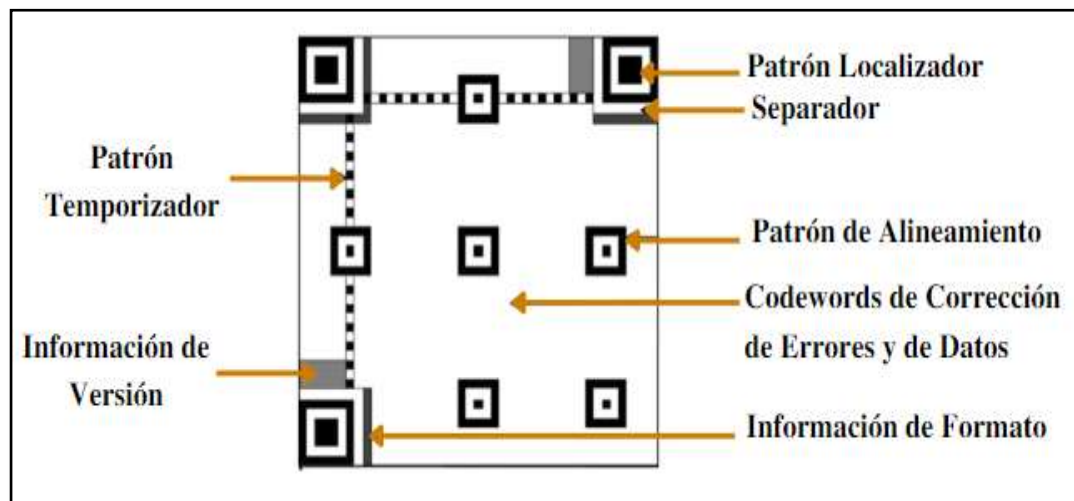 Patrón Localizador
Separador
Patrón
Temporizador
Patrón de Alineamiento
Codewords de Corrección
de Errores y de Datos
Información de
Versión
Información de Formato